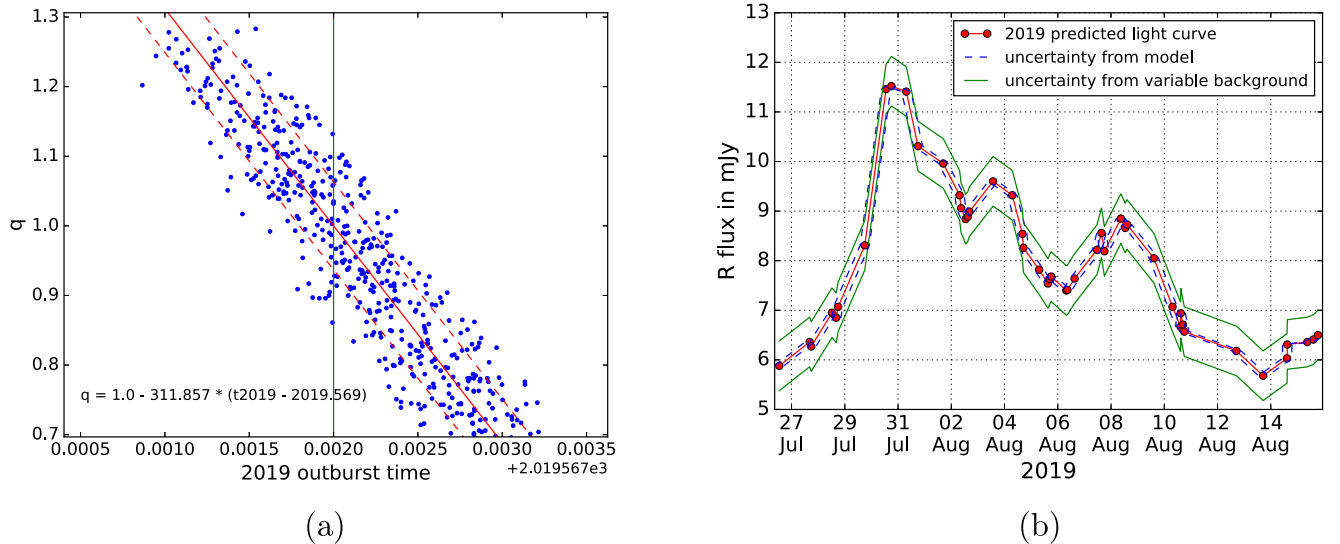 1.3
1.2
1.1
1.0
0.9
0.8
0.7
q
q = 1.0 - 311.857 * (t2019 - 2019.569)
0.0005 0.0010 0.0015 0.0020 0.0025 0.0030 0.0035
2019 outburst time
+2.019567e3
(a)
13
12
11
10
9
8
7
6
5
R flux in mJy
2019 predicted light curve
uncertainty from model
uncertainty from variable background
27 29 31 02 04 06 08 10 12 14
Jul Jul Jul Aug Aug Aug Aug Aug Aug Aug
2019
(b)